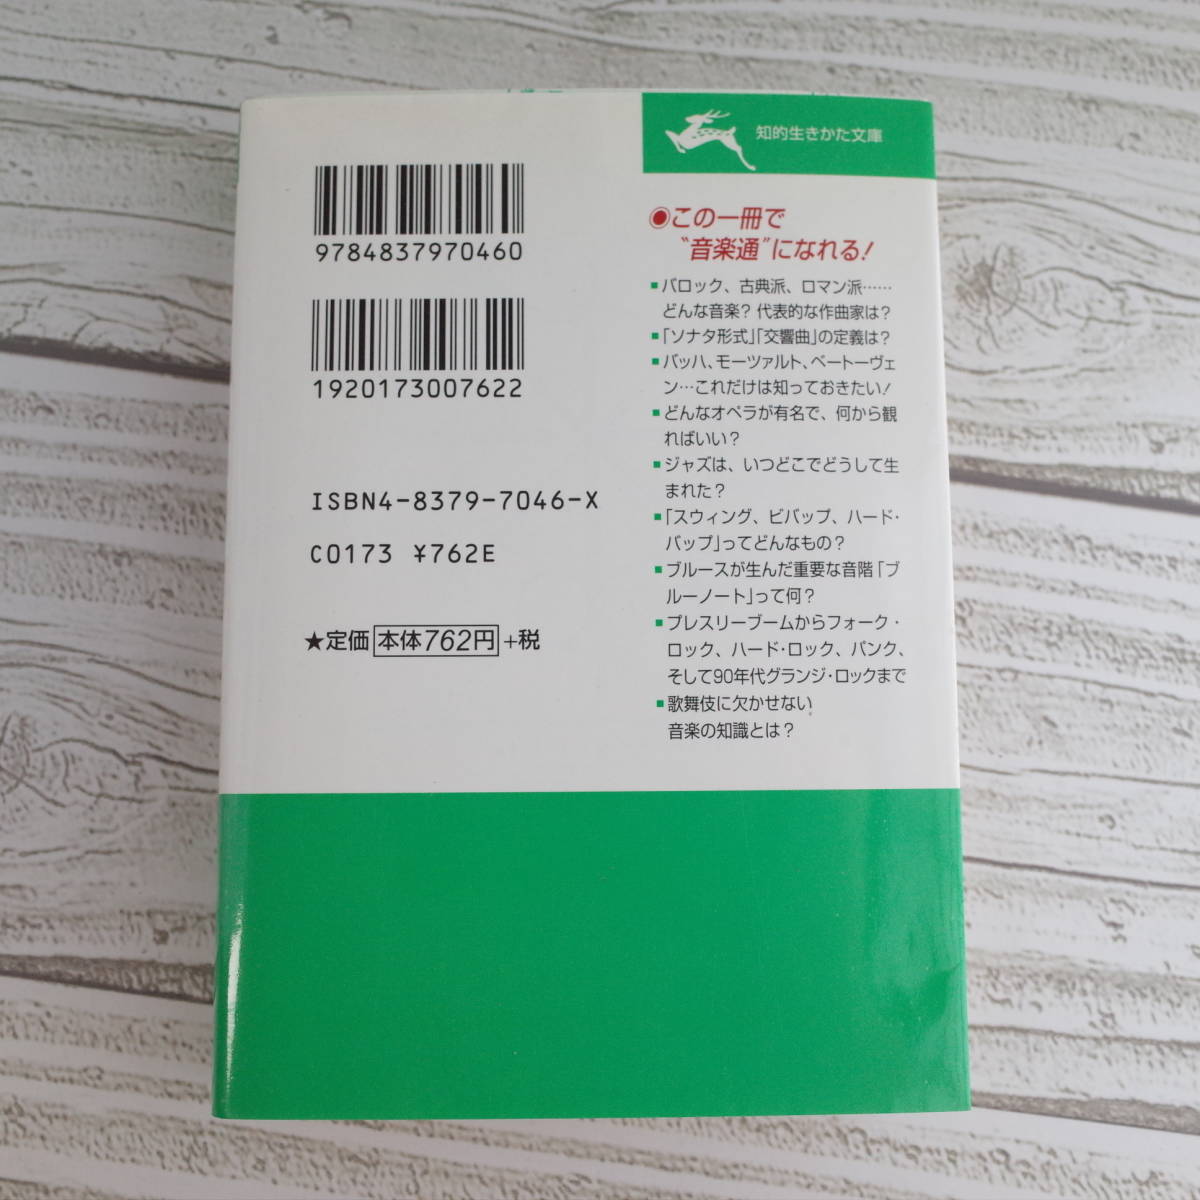 知的生きかた文庫
9784837970460
1920173007622
ISBN4-8379-7046-X
C0173 ¥762E
★定価 本体762円 +税
◉この一冊で
“音楽通”になれる!
▪バロック、古典派、ロマン派……
どんな音楽? 代表的な作曲家は?
▪「ソナタ形式」「交響曲」の定義は?
▪バッハ、モーツァルト、ベートーヴェ
ン…これだけは知っておきたい!
▪どんなオペラが有名で、何から観
ればいい?
▪ジャズは、いつどこでどうして生
まれた?
▪「スウィング、ビバップ、ハード・
バップ」ってどんなもの?
▪ブルースが生んだ重要な音階「ブ
ルーノート」って何?
▪プレスリーブームからフォーク・
ロック、ハード・ロック、パンク、
そして90年代グランジ・ロックまで
▪歌舞伎に欠かせない
音楽の知識とは?